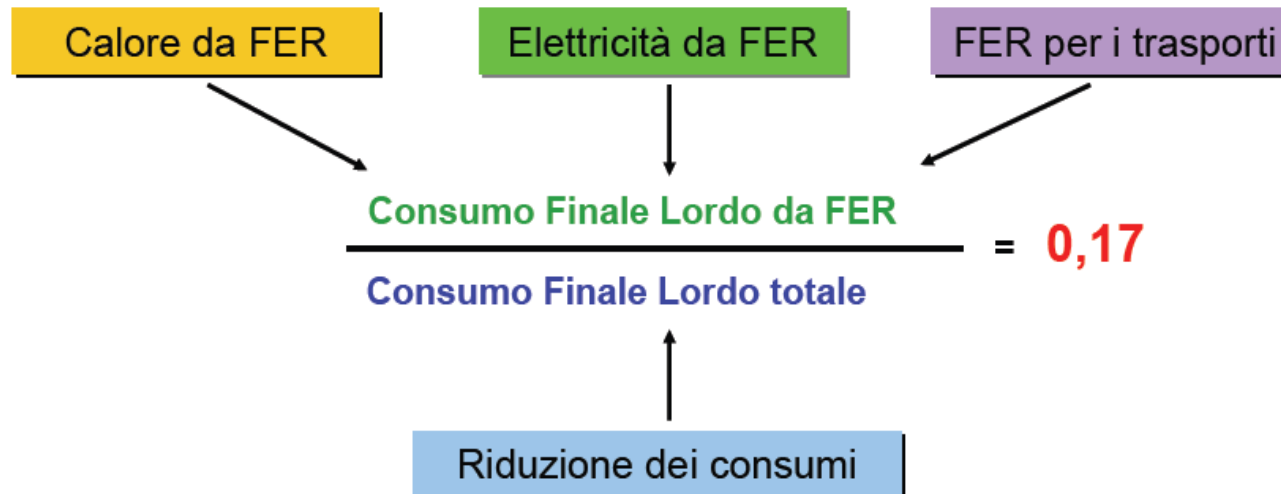 Calore da FER
Elettricità da FER
FER per i trasporti
Consumo Finale Lordo da FER
= 0,17
Consumo Finale Lordo totale
Riduzione dei consumi